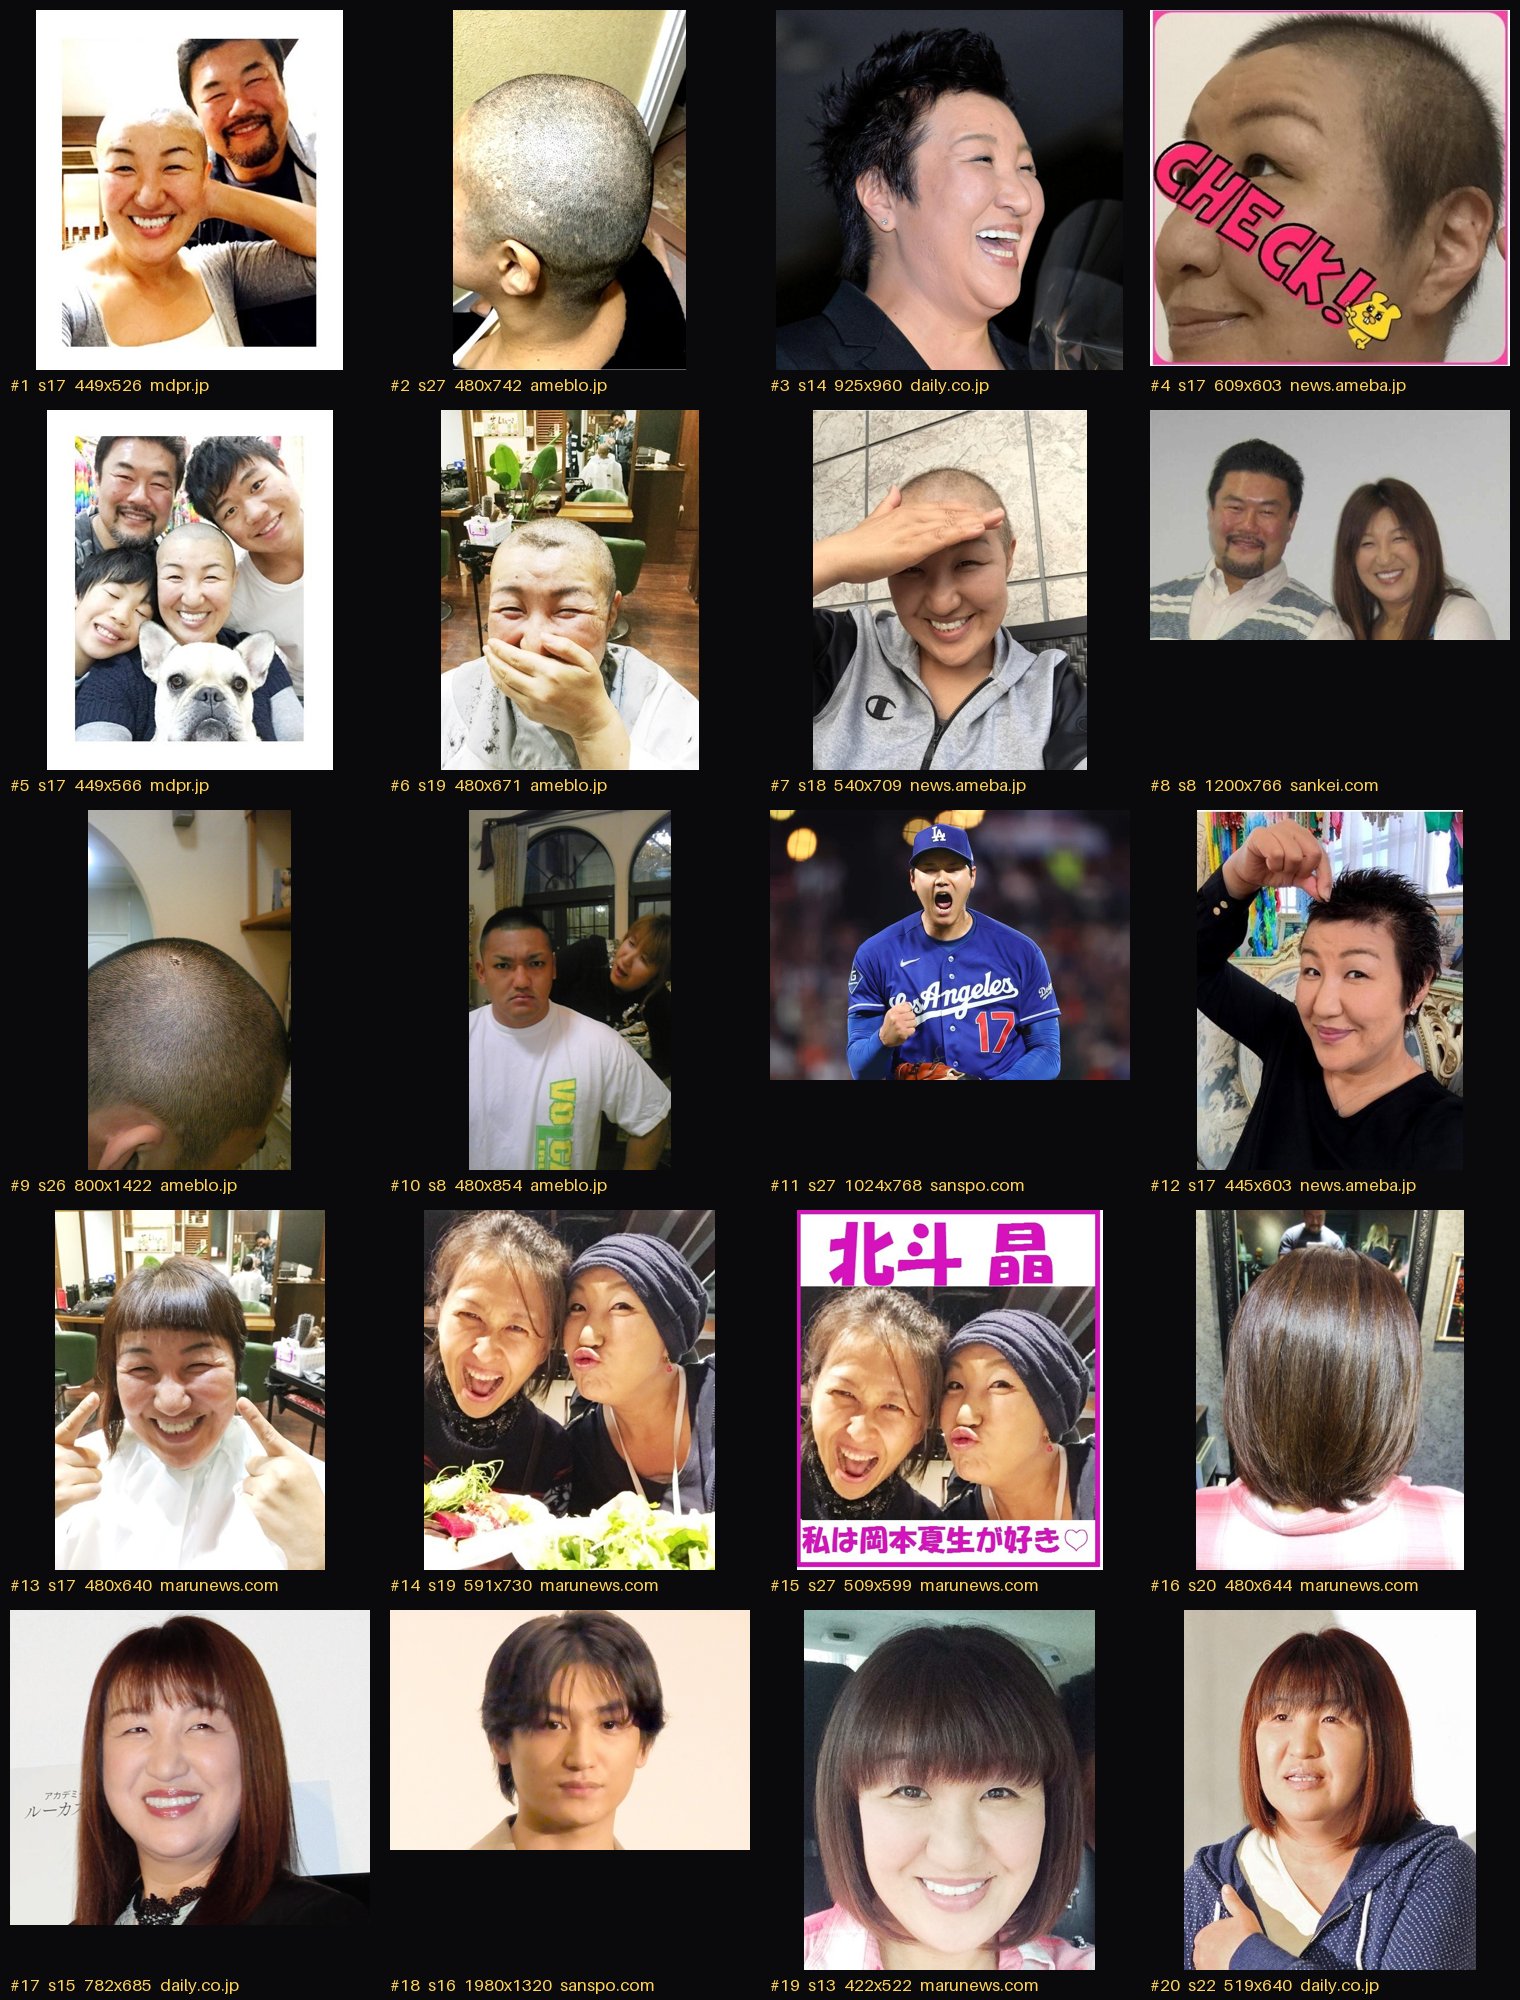 #1 s17 449x526 mdpr.jp
#2 s27 480x742 ameblo.jp
#3 s14 925x960 daily.co.jp
CHECK!
#4 s17 609x603 news.ameba.jp
#5 s17 449x566 mdpr.jp
#6 s19 480x671 ameblo.jp
#7 s18 540x709 news.ameba.jp
#8 s8 1200x766 sankei.com
#9 s26 800x1422 ameblo.jp
#10 s8 480x854 ameblo.jp
LA
Los Angeles
17
#11 s27 1024x768 sanspo.com
#12 s17 445x603 news.ameba.jp
#13 s17 480x640 marunews.com
#14 s19 591x730 marunews.com
北斗 晶
私は岡本夏生が好き♡
#15 s27 509x599 marunews.com
#16 s20 480x644 marunews.com
アカデミ
ルーカス
#17 s15 782x685 daily.co.jp
#18 s16 1980x1320 sanspo.com
#19 s13 422x522 marunews.com
#20 s22 519x640 daily.co.jp